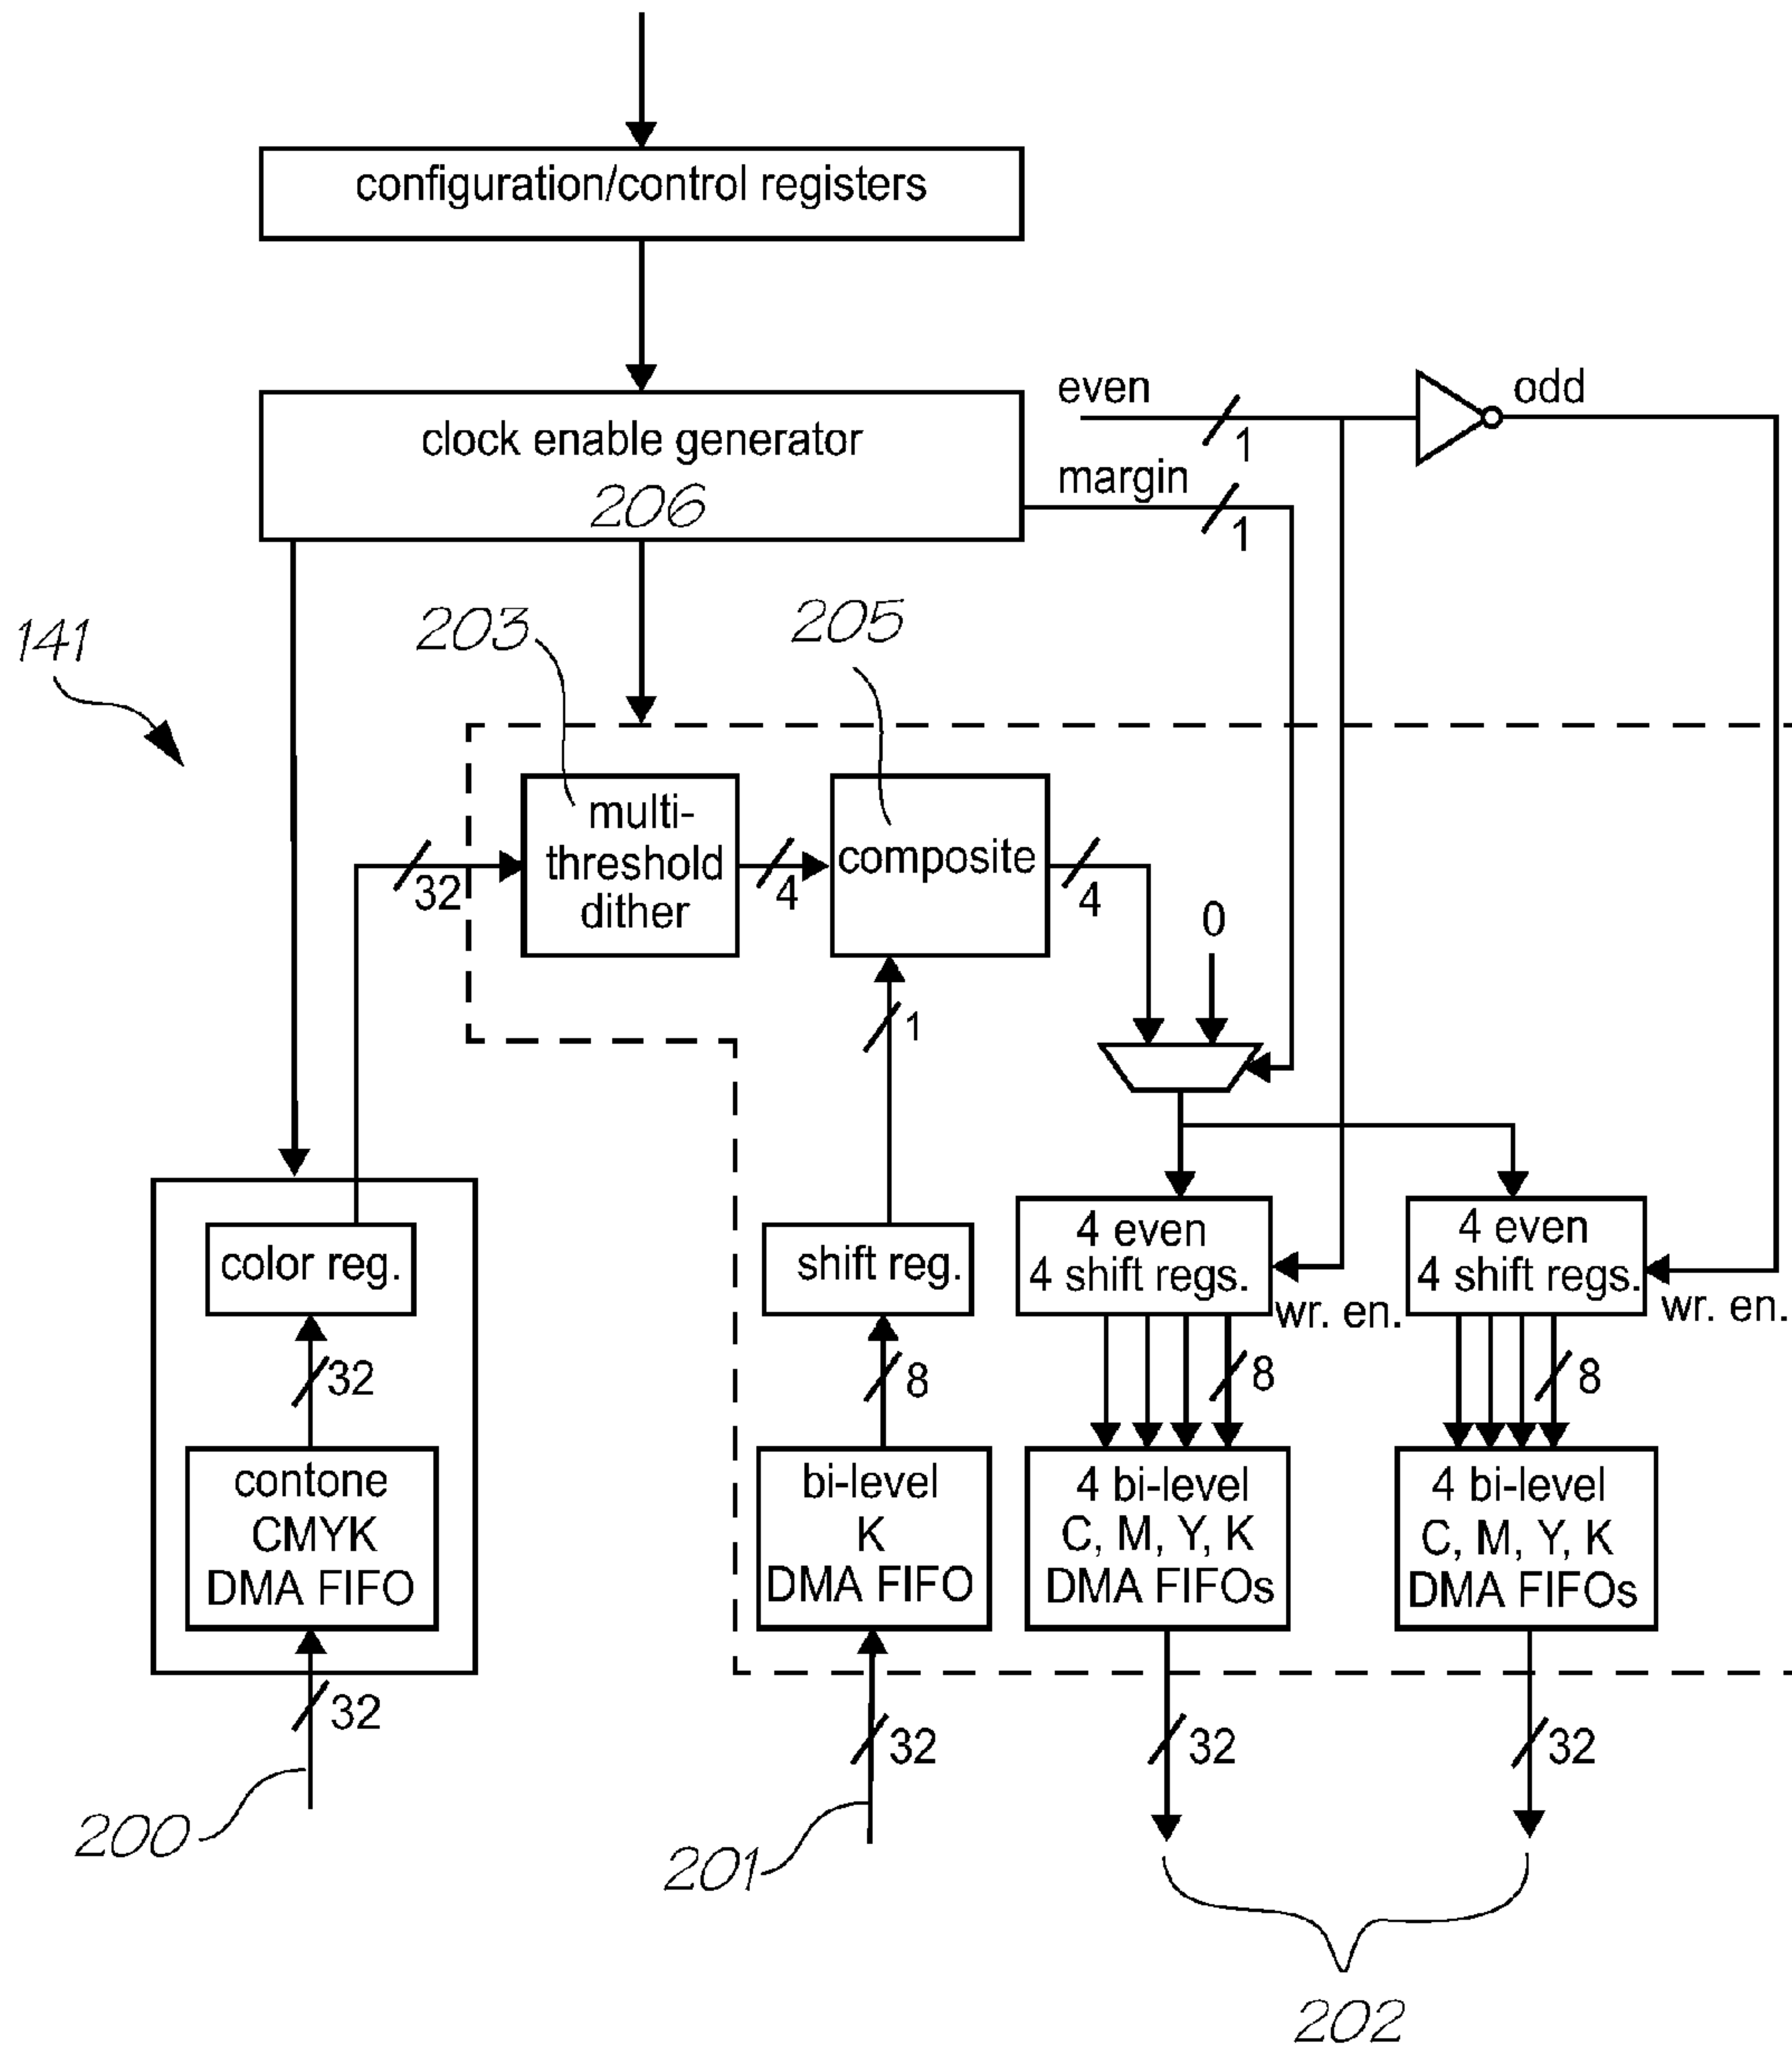 configuration/control registers
clock enable generator
206
even
1
odd
margin
1
141
203
205
multi-
threshold
dither
32
4
composite
4
0
1
color reg.
shift reg.
4 even
4 shift regs.
wr. en.
4 even
4 shift regs.
wr. en.
32
8
8
8
contone
CMYK
DMA FIFO
bi-level
K
DMA FIFO
4 bi-level
C, M, Y, K
DMA FIFOs
4 bi-level
C, M, Y, K
DMA FIFOs
32
32
32
32
200
201
202